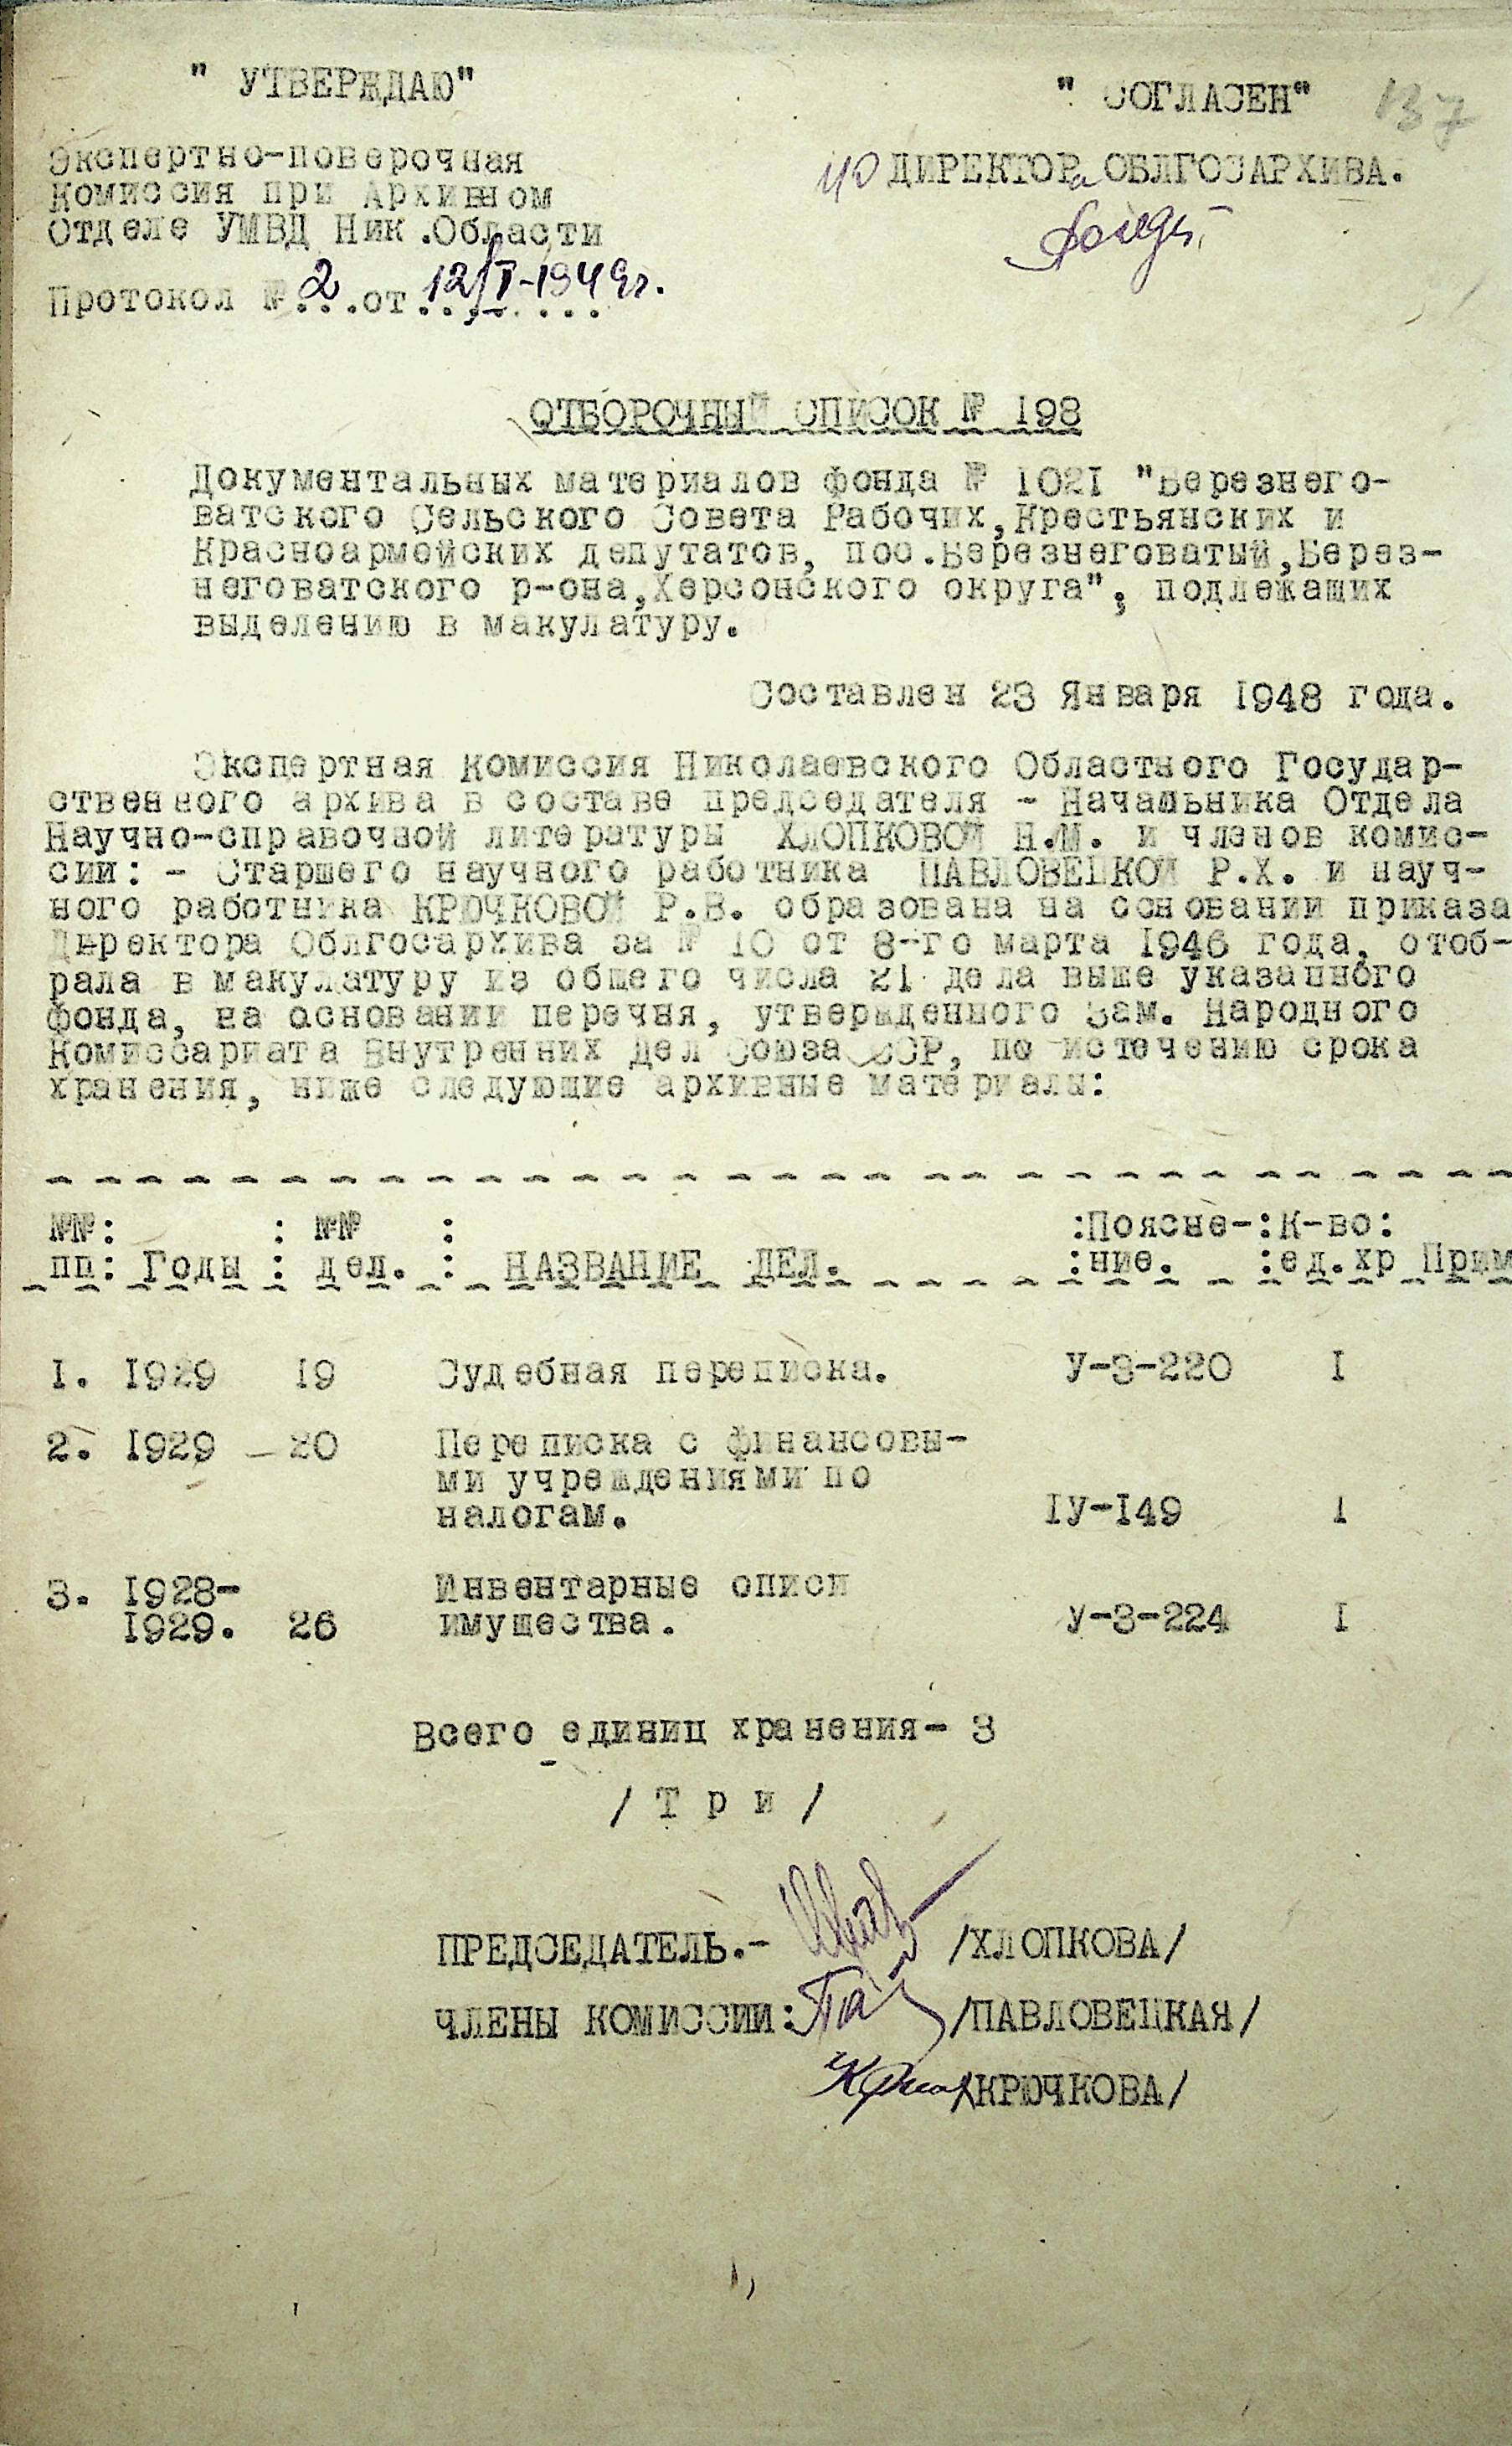 " УТВЕРЖДАЮ"
" СОГЛАСЕН"
137
Экспертно-поверочная
комиссия при Архивном
Отделе УМВД Ник.Области
Протокол № 2 от 12/I-1949г.
ИО ДИРЕКТОРа ОБЛГОСАРХИВА.
ОТБОРОЧНЫЙ СПИСОК № 198
Документальных материалов фонда № 1021 "Березнего-
ватского Сельского Совета Рабочих,Крестьянских и
Красноармейских депутатов, пос.Березнеговатый,Берез-
неговатского р-она,Херсонского округа", подлежащих
выделению в макулатуру.
Составлен 23 Января 1948 года.
Экспертная комиссия Николаевского Областного Государ-
ственного архива в составе председателя - Начальника Отдела
Научно-справочной литературы ХЛОПКОВОЙ Н.М. и членов комис-
сии: - Старшего научного работника ПАВЛОВЕЦКОЙ Р.Х. и науч-
ного работника КРЮЧКОВОЙ Р.В. образована на основании приказа
Директора Облгосархива за № 10 от 8-го марта 1946 года, отоб-
рала в макулатуру из общего числа 21 дела выше указанного
фонда, на основании перечня, утвержденного Зам. Народного
Комиссариата Внутренних дел Союза ССР, по истечению срока
хранения, ниже следующие архивные материалы:
№№: : №№ : :Поясне-:К-во:
пп: Годы : дел. : НАЗВАНИЕ ДЕЛ. :ние. :ед.хр Прим
1. 1929 19 Судебная переписка. У-3-220 1
2. 1929 - 20 Переписка с финансовы-
ми учреждениями по
налогам. 1У-149 1
3. 1928- Инвентарные описи
1929. 26 имущества. У-3-224 1
Всего единиц хранения- 3
/ Т р и /
ПРЕДСЕДАТЕЛЬ.- /ХЛОПКОВА/
ЧЛЕНЫ КОМИССИИ: /ПАВЛОВЕЦКАЯ/
/КРЮЧКОВА/